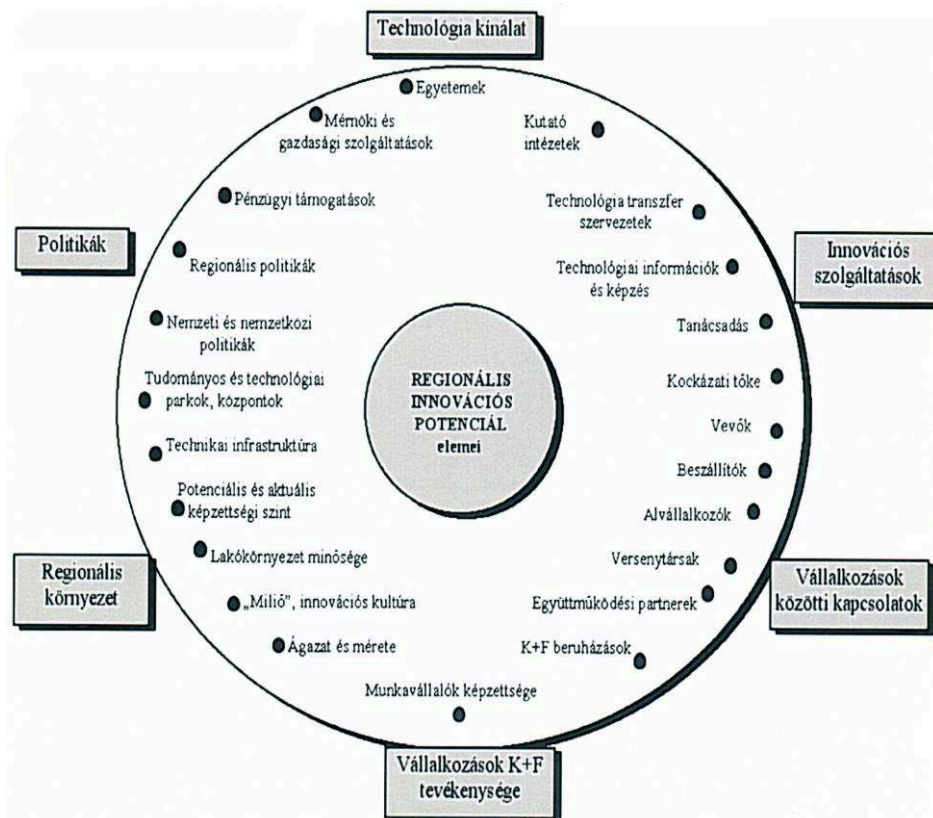 Technológia kínálat
Egyetemek
Mérnöki és
gazdasági szolgáltatások
Kutató
intézetek
Pénzügyi támogatások
Technológia transzfer
szervezetek
Politikák
Regionális politikák
Technológiai információk
és képzés
Innovációs
szolgáltatások
Nemzeti és nemzetközi
politikák
Tanácsadás
Tudományos és technológiai
parkok, központok
REGIONÁLIS
INNOVÁCIÓS
POTENCIÁL
elemei
Kockázati tőke
Vevők
Technikai infrastruktúra
Beszállítók
Potenciális és aktuális
képzettségi szint
Alvállalkozók
Lakókörnyezet minősége
Versenytársak
Regionális
környezet
Vállalkozások
közötti kapcsolatok
„Miliő”, innovációs kultúra
Együttműködési partnerek
Ágazat és mérete
K+F beruházások
Munkavállalók képzettsége
Vállalkozások K+F
tevékenysége